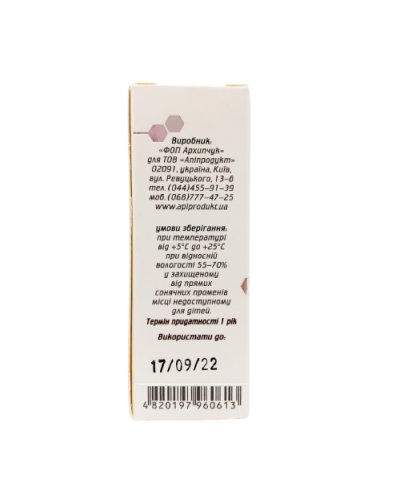 Виробник:
«ФОП Архипчук»
для ТОВ «Апіпродукт»
02091, україна, Київ,
вул. Ревуцького, 13-б
тел. (044)455-91-39
моб. (068)777-47-25
www.apiprodukt.ua
умови зберігання:
при температурі
від +5°С до +25°С
при відносній
вологості 55-70%
у захищеному
від прямих
сонячних променів
місці недоступному
для дітей.
Термін придатності 1 рік
Використати до:
17/09/22
4 820197 960613